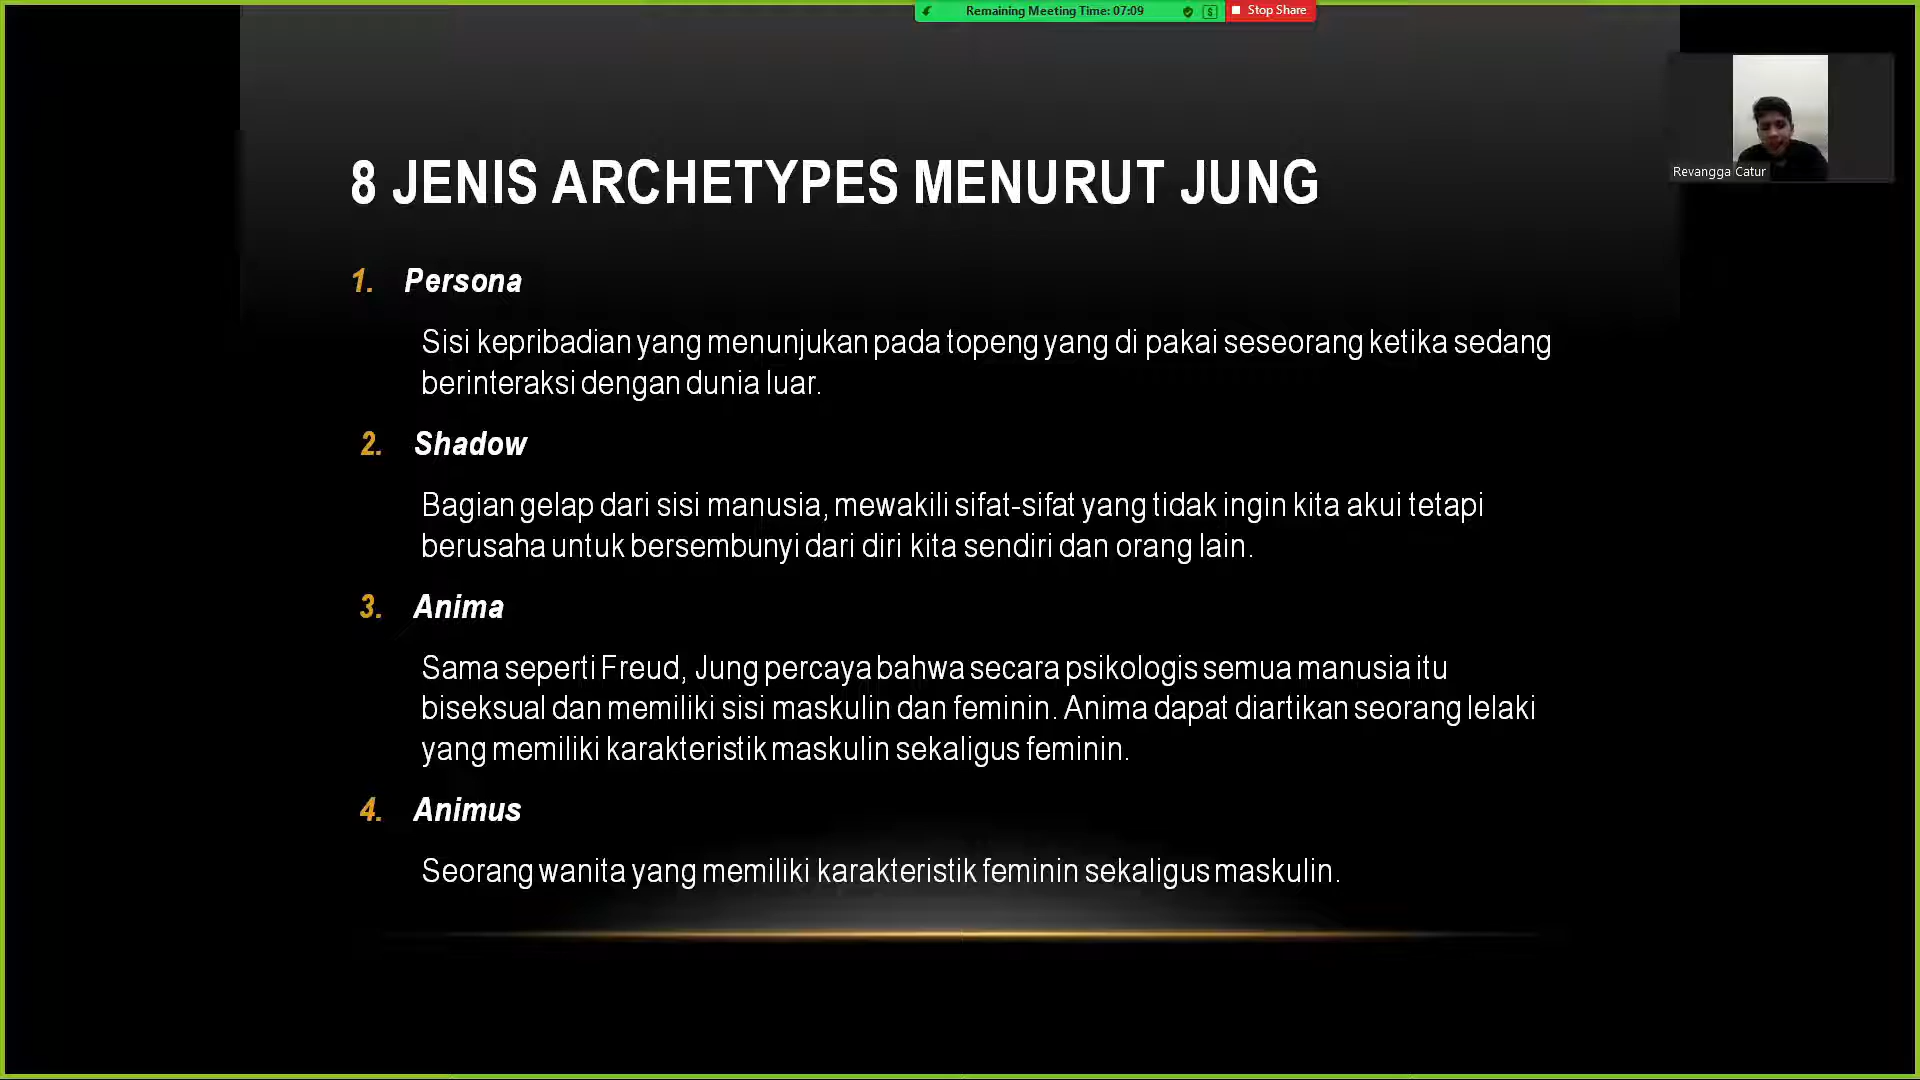 Remaining Meeting Time: 07:09
Stop Share
Revangga Catur
8 JENIS ARCHETYPES MENURUT JUNG
1. Persona
Sisi kepribadian yang menunjukan pada topeng yang di pakai seseorang ketika sedang
berinteraksi dengan dunia luar.
2. Shadow
Bagian gelap dari sisi manusia, mewakili sifat-sifat yang tidak ingin kita akui tetapi
berusaha untuk bersembunyi dari diri kita sendiri dan orang lain.
3. Anima
Sama seperti Freud, Jung percaya bahwa secara psikologis semua manusia itu
biseksual dan memiliki sisi maskulin dan feminin. Anima dapat diartikan seorang lelaki
yang memiliki karakteristik maskulin sekaligus feminin.
4. Animus
Seorang wanita yang memiliki karakteristik feminin sekaligus maskulin.